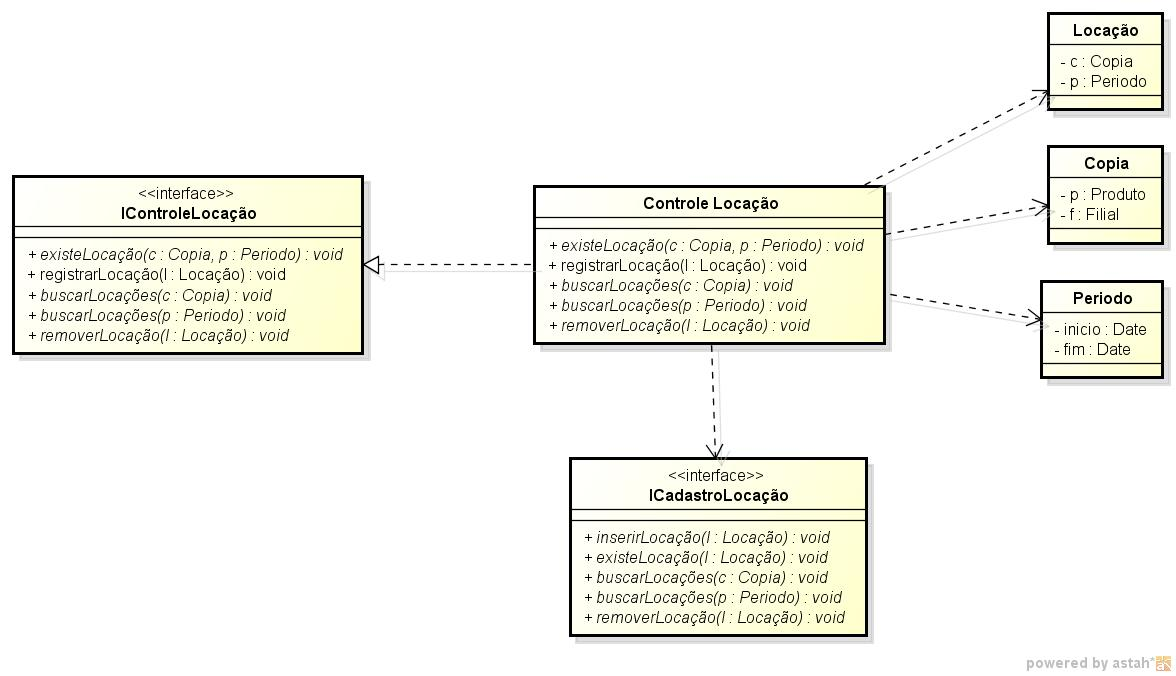 Locação
- c : Copia
- p : Periodo
Copia
- p : Produto
- f : Filial
Periodo
- inicio : Date
- fim : Date
<<interface>>
IControleLocação
+ existeLocação(c : Copia, p : Periodo) : void
+ registrarLocação(l : Locação) : void
+ buscarLocações(c : Copia) : void
+ buscarLocações(p : Periodo) : void
+ removerLocação(l : Locação) : void
Controle Locação
+ existeLocação(c : Copia, p : Periodo) : void
+ registrarLocação(l : Locação) : void
+ buscarLocações(c : Copia) : void
+ buscarLocações(p : Periodo) : void
+ removerLocação(l : Locação) : void
<<interface>>
ICadastroLocação
+ inserirLocação(l : Locação) : void
+ existeLocação(l : Locação) : void
+ buscarLocações(c : Copia) : void
+ buscarLocações(p : Periodo) : void
+ removerLocação(l : Locação) : void
powered by astah*